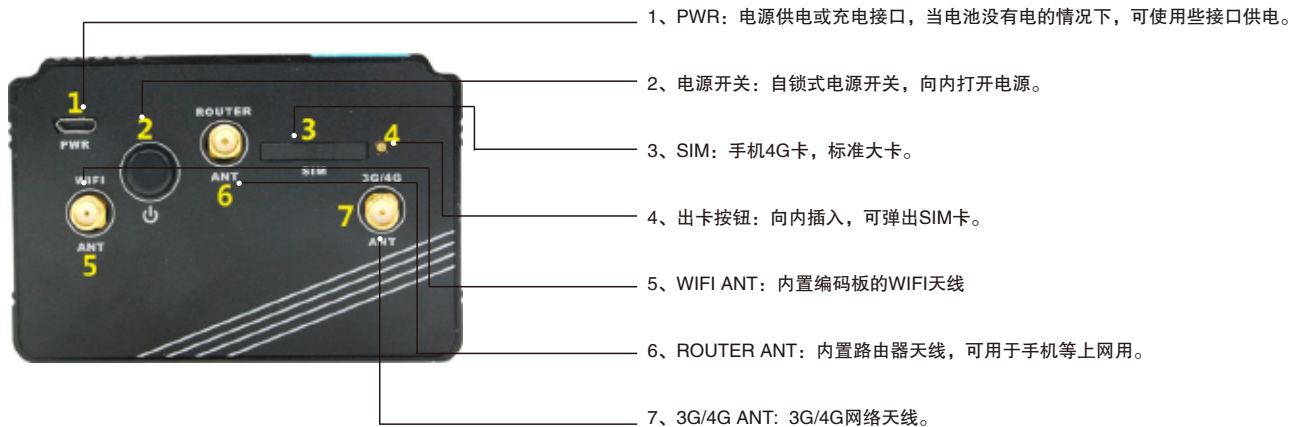 1、PWR：电源供电或充电接口，当电池没有电的情况下，可使用些接口供电。
2、电源开关：自锁式电源开关，向内打开电源。
3、SIM：手机4G卡，标准大卡。
4、出卡按钮：向内插入，可弹出SIM卡。
5、WIFI ANT：内置编码板的WIFI天线
6、ROUTER ANT：内置路由器天线，可用于手机等上网用。
7、3G/4G ANT: 3G/4G网络天线。
1
PWR
2
ROUTER
ANT
6
3
SIM
4
WIFI
ANT
5
3G/4G
7
ANT